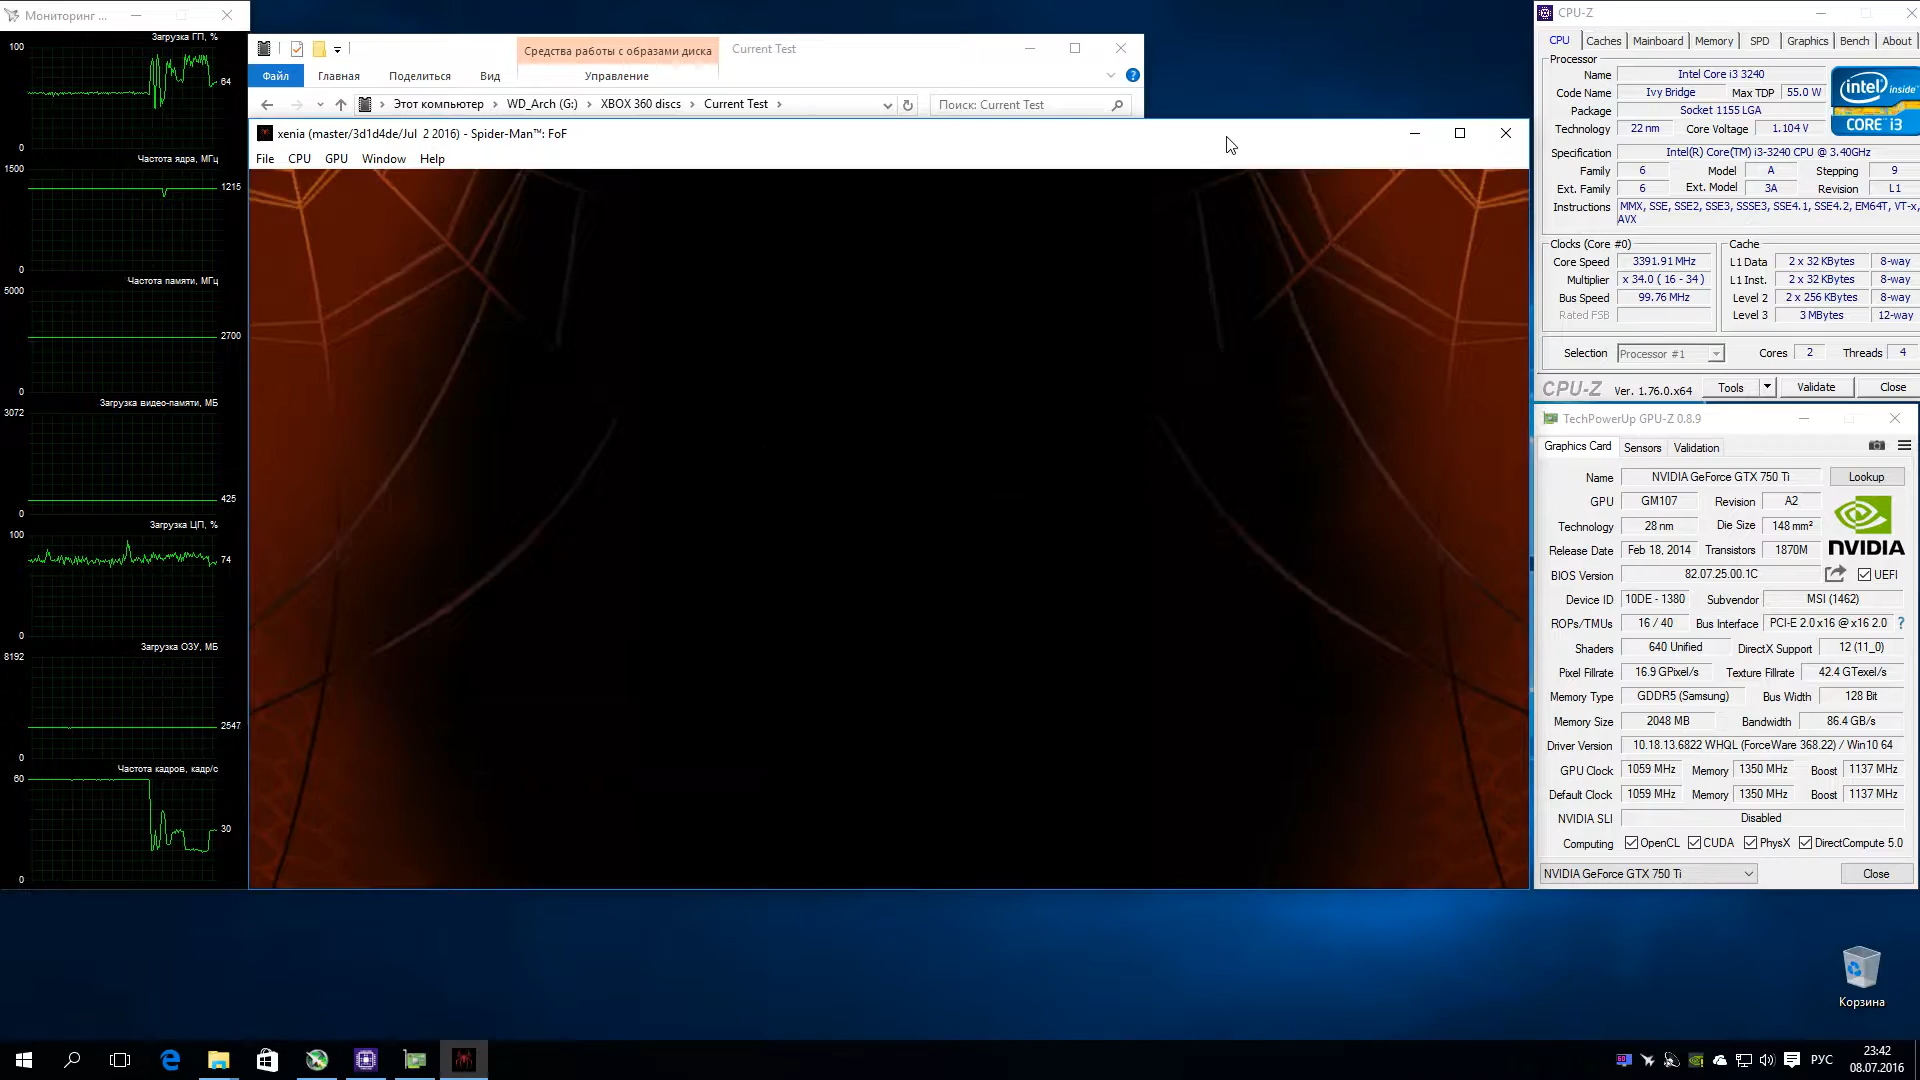 Мониторинг ...
Загрузка ГП, %
100
64
0
Частота ядра, МГц
1500
1215
0
Частота памяти, МГц
5000
2700
0
Загрузка видео-памяти, МБ
3072
425
0
Загрузка ЦП, %
100
74
0
Загрузка ОЗУ, МБ
8192
2547
0
Частота кадров, кадр/с
60
30
0
Средства работы с образами диска
Current Test
Файл
Главная
Поделиться
Вид
Управление
Этот компьютер
WD_Arch (G:)
XBOX 360 discs
Current Test
Поиск: Current Test
xenia (master/3d1d4de/Jul 2 2016) - Spider-Man™: FoF
File CPU GPU Window Help
CPU-Z
CPU Caches Mainboard Memory SPD Graphics Bench About
Processor
Name Intel Core i3 3240
Code Name Ivy Bridge Max TDP 55.0 W
Package Socket 1155 LGA
Technology 22 nm Core Voltage 1.104 V
intel inside™
CORE i3
Specification Intel(R) Core(TM) i3-3240 CPU @ 3.40GHz
Family 6 Model A Stepping 9
Ext. Family 6 Ext. Model 3A Revision L1
Instructions MMX, SSE, SSE2, SSE3, SSSE3, SSE4.1, SSE4.2, EM64T, VT-x,
AVX
Clocks (Core #0)
Core Speed 3391.91 MHz
Multiplier x 34.0 ( 16 - 34 )
Bus Speed 99.76 MHz
Rated FSB
Cache
L1 Data 2 x 32 KBytes 8-way
L1 Inst. 2 x 32 KBytes 8-way
Level 2 2 x 256 KBytes 8-way
Level 3 3 MBytes 12-way
Selection Processor #1 Cores 2 Threads 4
CPU-Z Ver. 1.76.0.x64 Tools Validate Close
TechPowerUp GPU-Z 0.8.9
Graphics Card Sensors Validation
Name NVIDIA GeForce GTX 750 Ti Lookup
GPU GM107 Revision A2
Technology 28 nm Die Size 148 mm²
Release Date Feb 18, 2014 Transistors 1870M
NVIDIA
BIOS Version 82.07.25.00.1C UEFI
Device ID 10DE - 1380 Subvendor MSI (1462)
ROPs/TMUs 16 / 40 Bus Interface PCI-E 2.0 x16 @ x16 2.0 ?
Shaders 640 Unified DirectX Support 12 (11_0)
Pixel Fillrate 16.9 GPixel/s Texture Fillrate 42.4 GTexel/s
Memory Type GDDR5 (Samsung) Bus Width 128 Bit
Memory Size 2048 MB Bandwidth 86.4 GB/s
Driver Version 10.18.13.6822 WHQL (ForceWare 368.22) / Win10 64
GPU Clock 1059 MHz Memory 1350 MHz Boost 1137 MHz
Default Clock 1059 MHz Memory 1350 MHz Boost 1137 MHz
NVIDIA SLI Disabled
Computing OpenCL CUDA PhysX DirectCompute 5.0
NVIDIA GeForce GTX 750 Ti Close
Корзина
60
РУС
23:42
08.07.2016